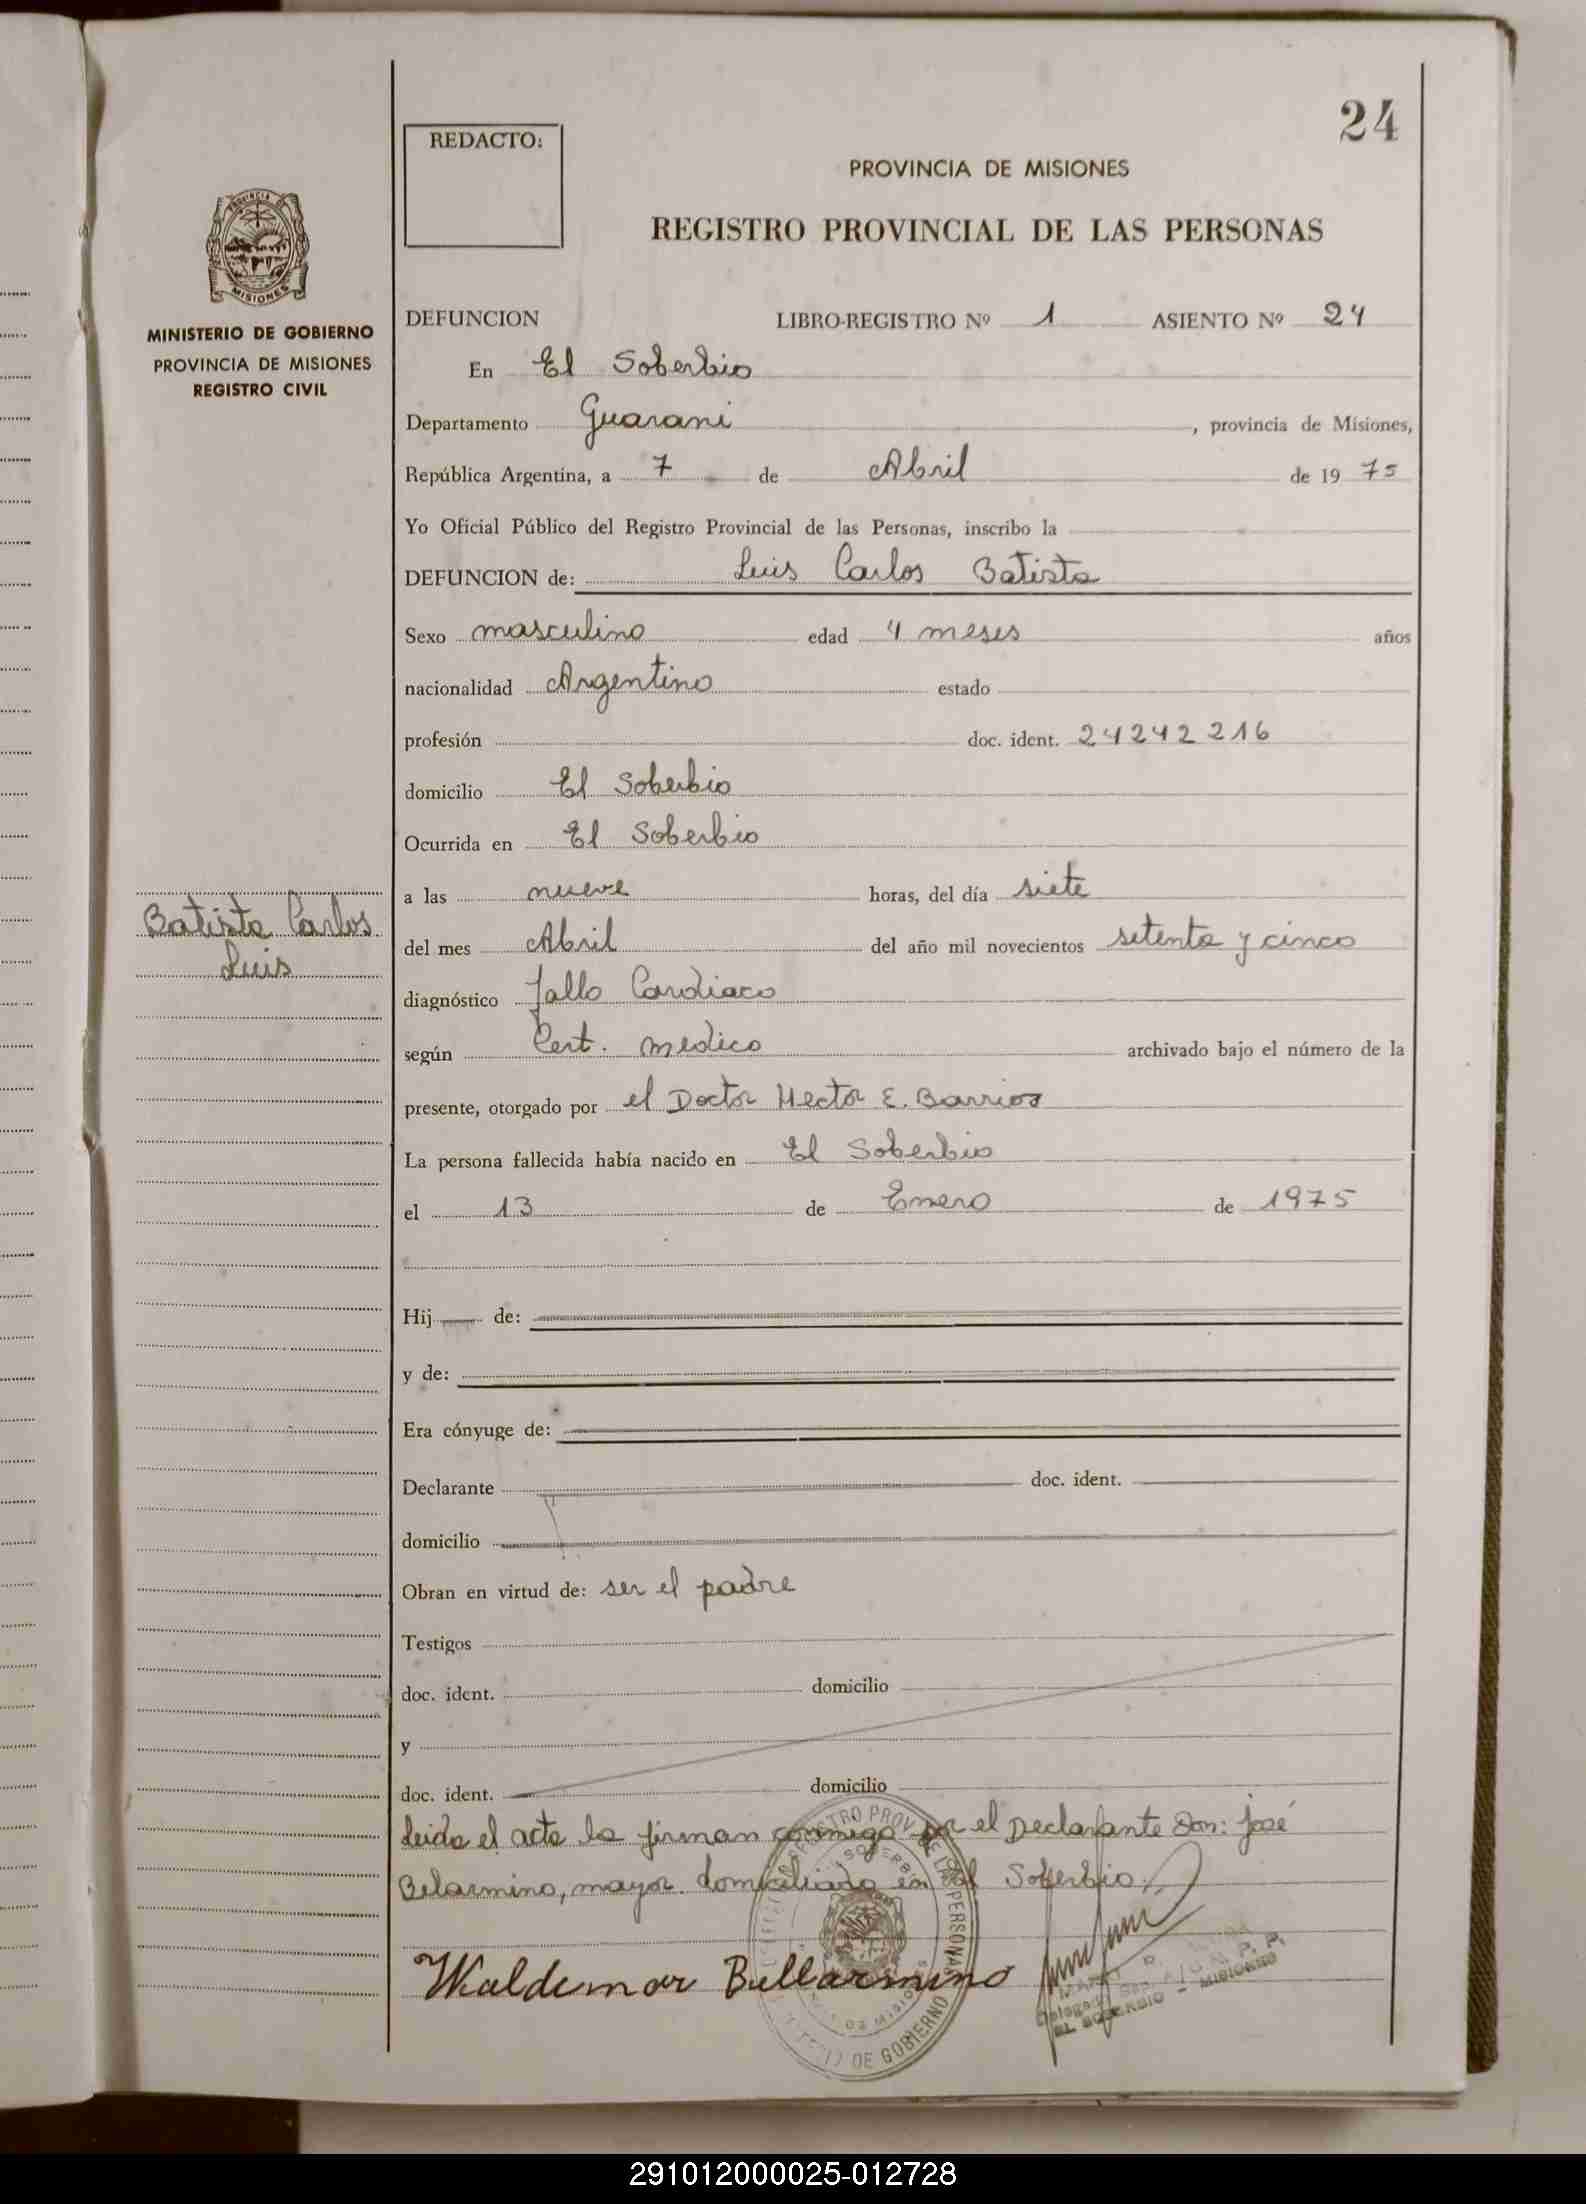 24
REDACTO:
PROVINCIA DE MISIONES
REGISTRO PROVINCIAL DE LAS PERSONAS
PROVINCIA DE
MISIONES
MINISTERIO DE GOBIERNO
PROVINCIA DE MISIONES
REGISTRO CIVIL
DEFUNCION LIBRO-REGISTRO Nº 1 ASIENTO Nº 24
En El Soberbio
Departamento Guarani, provincia de Misiones,
República Argentina, a 7 de Abril de 19 75
Yo Oficial Público del Registro Provincial de las Personas, inscribo la
DEFUNCION de: Luis Carlos Batista
Sexo masculino edad 4 meses años
nacionalidad Argentino estado
profesión doc. ident. 24242216
domicilio El Soberbio
Ocurrida en El Soberbio
a las nueve horas, del día siete
Batista Carlos
Luis
del mes Abril del año mil novecientos setenta y cinco
diagnóstico fallo Cardiaco
según Cert. medico archivado bajo el número de la
presente, otorgado por el Doctor Hector E. Barrios
La persona fallecida había nacido en El Soberbio
el 13 de Enero de 1975
Hij de:
y de:
Era cónyuge de:
Declarante doc. ident.
domicilio
Obran en virtud de: ser el padre
Testigos
doc. ident. domicilio
y
doc. ident. domicilio
Leida el acta la firman conmigo por el Declarante Don: José
Belarmino, mayor. domiciliado en El Soberbio
Waldemar Bellarmino
EL SOBERBIO - MISIONES
291012000025-012728